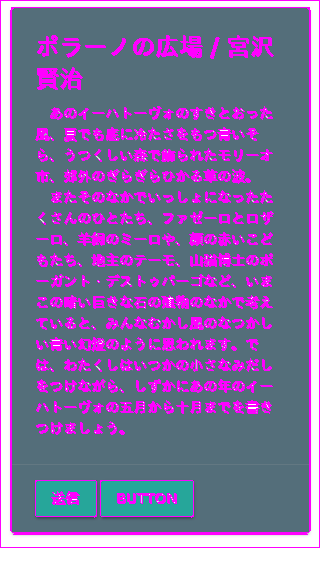 ポラーノの広場 / 宮沢
賢治
あのイーハトーヴォのすきとおった
風、夏でも底に冷たさをもつ青いそ
ら、うつくしい森で飾られたモリーオ
市、郊外のぎらぎらひかる草の波。
またそのなかでいっしょになったた
くさんのひとたち、ファゼーロとロザ
ーロ、羊飼のミーロや、顔の赤いこど
もたち、地主のテーモ、山猫博士のボ
ーガント・デストゥパーゴなど、いま
この暗い巨きな石の建物のなかで考え
ていると、みんなむかし風のなつかし
い青い幻燈のように思われます。で
は、わたくしはいつかの小さなみだし
をつけながら、しずかにあの年のイー
ハトーヴォの五月から十月までを書き
つけましょう。
送信 BUTTON